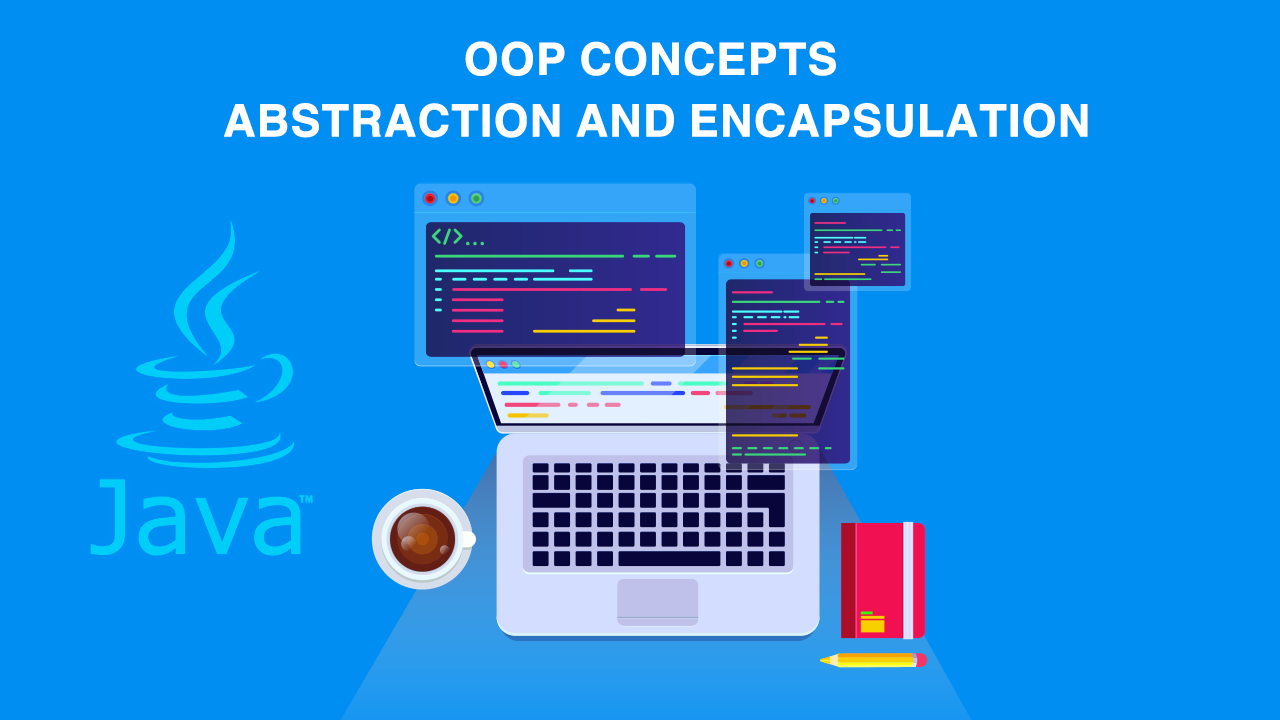 OOP CONCEPTS
ABSTRACTION AND ENCAPSULATION
</>...
Java™